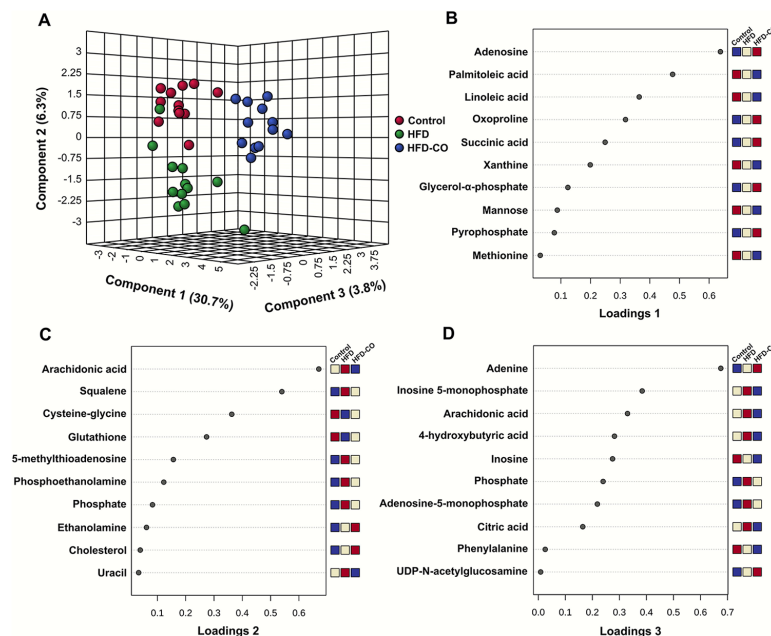 A
3
2.25
1.5
0.75
0
-0.75
-1.5
-2.25
-3
Component 2 (6.3%)
-3 -2 -1 0 1 2 3 4 5
Component 1 (30.7%)
-2.25 -1.5 -0.75 0 0.75 1.5 2.25 3 3.75
Component 3 (3.8%)
Control
HFD
HFD-CO
B
Control HFD
Adenosine
Palmitoleic acid
Linoleic acid
Oxoproline
Succinic acid
Xanthine
Glycerol-α-phosphate
Mannose
Pyrophosphate
Methionine
0.1 0.2 0.3 0.4 0.5 0.6
Loadings 1
C
Control HFD HFD-CO
Arachidonic acid
Squalene
Cysteine-glycine
Glutathione
5-methylthioadenosine
Phosphoethanolamine
Phosphate
Ethanolamine
Cholesterol
Uracil
0.1 0.2 0.3 0.4 0.5 0.6
Loadings 2
D
Control HFD
Adenine
Inosine 5-monophosphate
Arachidonic acid
4-hydroxybutyric acid
Inosine
Phosphate
Adenosine-5-monophosphate
Citric acid
Phenylalanine
UDP-N-acetylglucosamine
0.0 0.1 0.2 0.3 0.4 0.5 0.6 0.7
Loadings 3